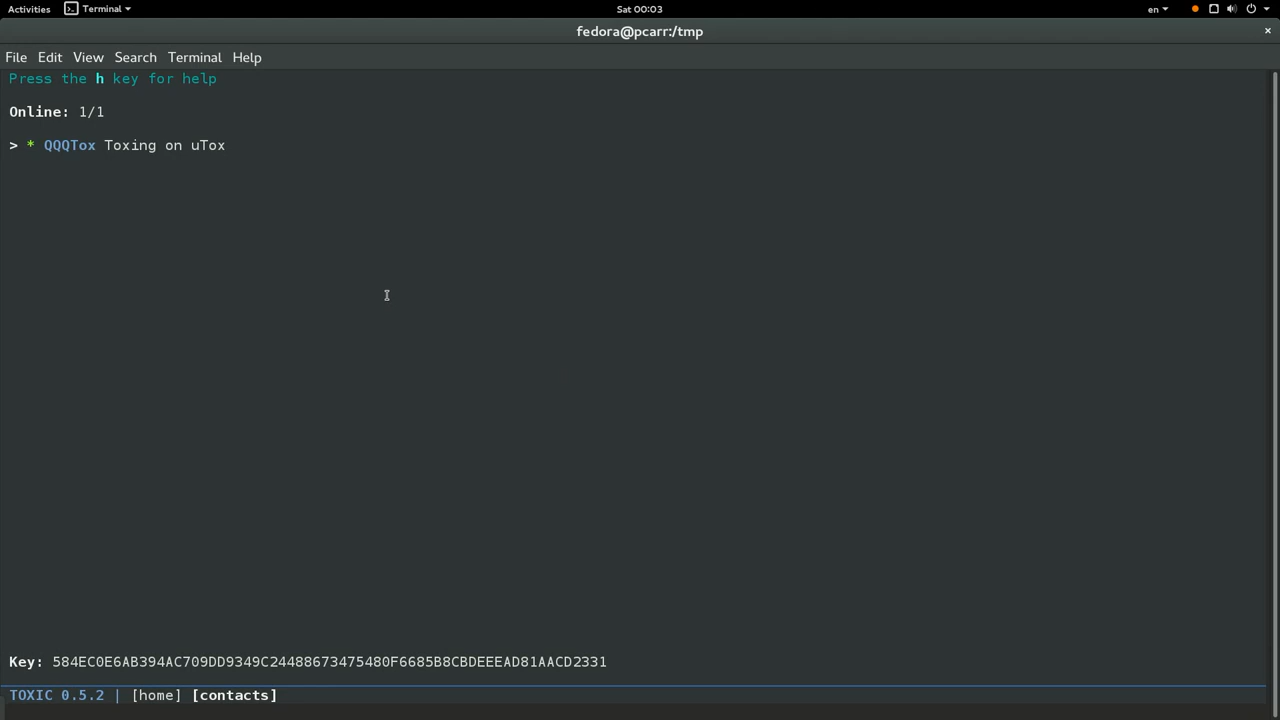 Activities Terminal Sat 00:03 en
fedora@pcarr:/tmp ×
File Edit View Search Terminal Help
Press the h key for help
Online: 1/1
> * QQQTox Toxing on uTox
Key: 584EC0E6AB394AC709DD9349C24488673475480F6685B8CBDEEEAD81AACD2331
TOXIC 0.5.2 | [home] [contacts]